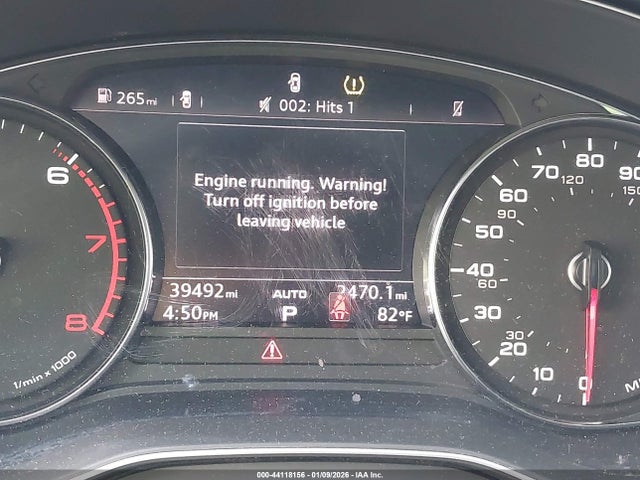 265 mi
002: Hits 1
Engine running. Warning!
Turn off ignition before
leaving vehicle
39492 mi AUTO 2470.1 mi
4:50 PM P 82°F
6
7
8
1/min x 1000
0
10
20
30
40
50
60
70
80
90
30
60
90
120
150
000-44118156 - 01/09/2026 - IAA Inc.